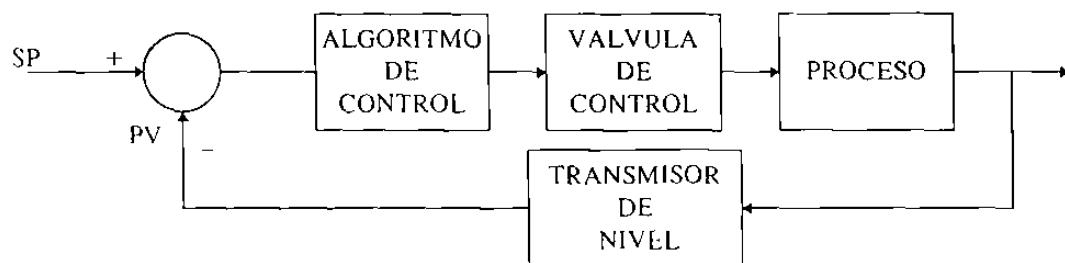 SP
+
PV
−
ALGORITMO
DE
CONTROL
VALVULA
DE
CONTROL
PROCESO
TRANSMISOR
DE
NIVEL